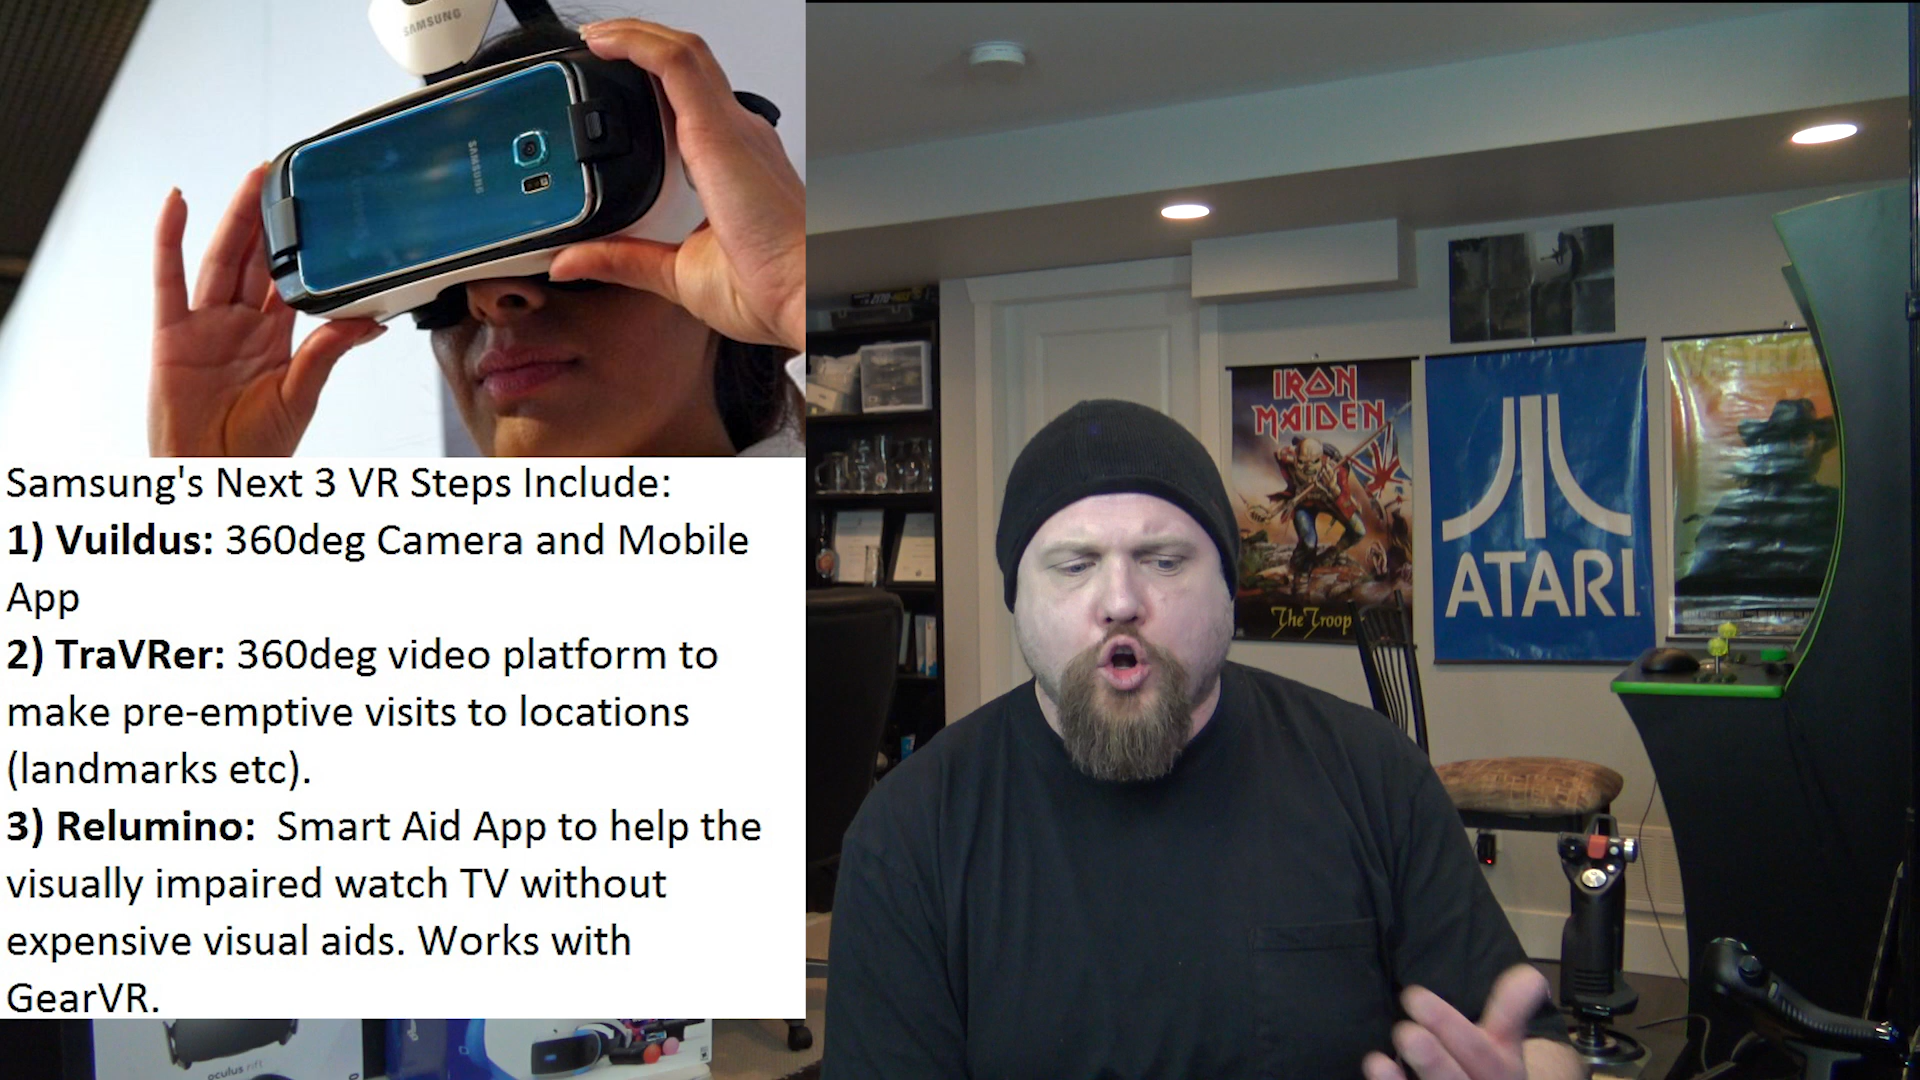 SAMSUNG
SAMSUNG
Samsung's Next 3 VR Steps Include:
1) Vuildus: 360deg Camera and Mobile
App
2) TraVRer: 360deg video platform to
make pre-emptive visits to locations
(landmarks etc).
3) Relumino: Smart Aid App to help the
visually impaired watch TV without
expensive visual aids. Works with
GearVR.
oculus rift
IRON
MAIDEN
The Trooper
ATARI